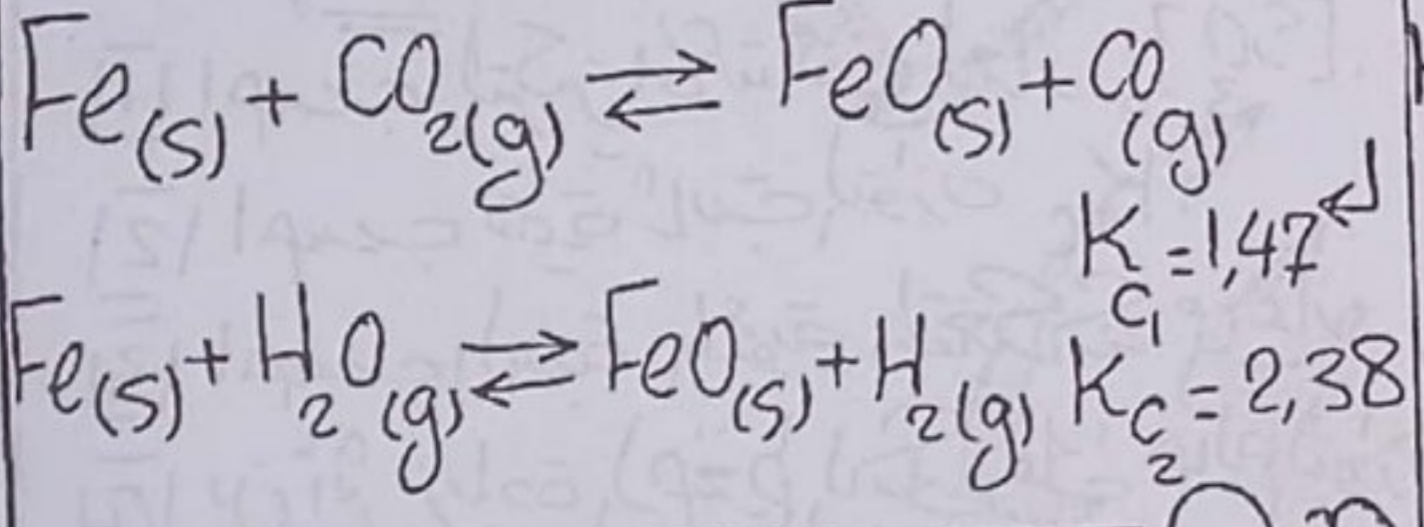 Fe(s) + CO2(g) ⇌ FeO(s) + CO(g)
Kc1 = 1,47
Fe(s) + H2O(g) ⇌ FeO(s) + H2(g) Kc2 = 2,38